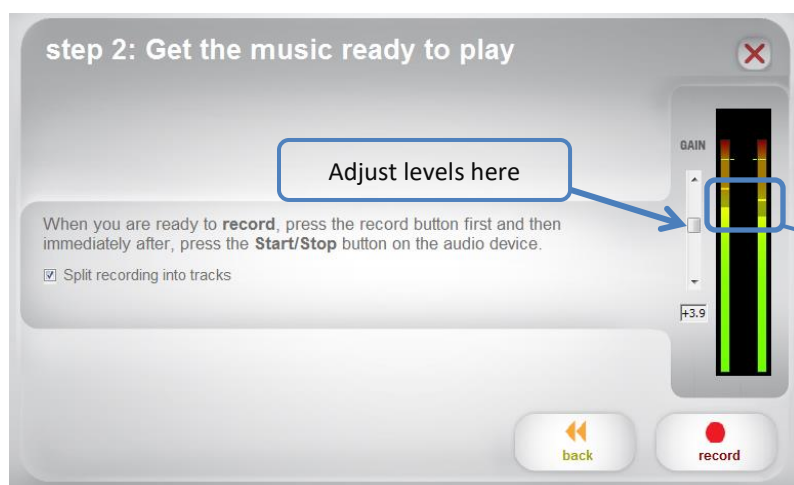 step 2: Get the music ready to play
GAIN
Adjust levels here
When you are ready to record, press the record button first and then
immediately after, press the Start/Stop button on the audio device.
Split recording into tracks
+3.9
back
record